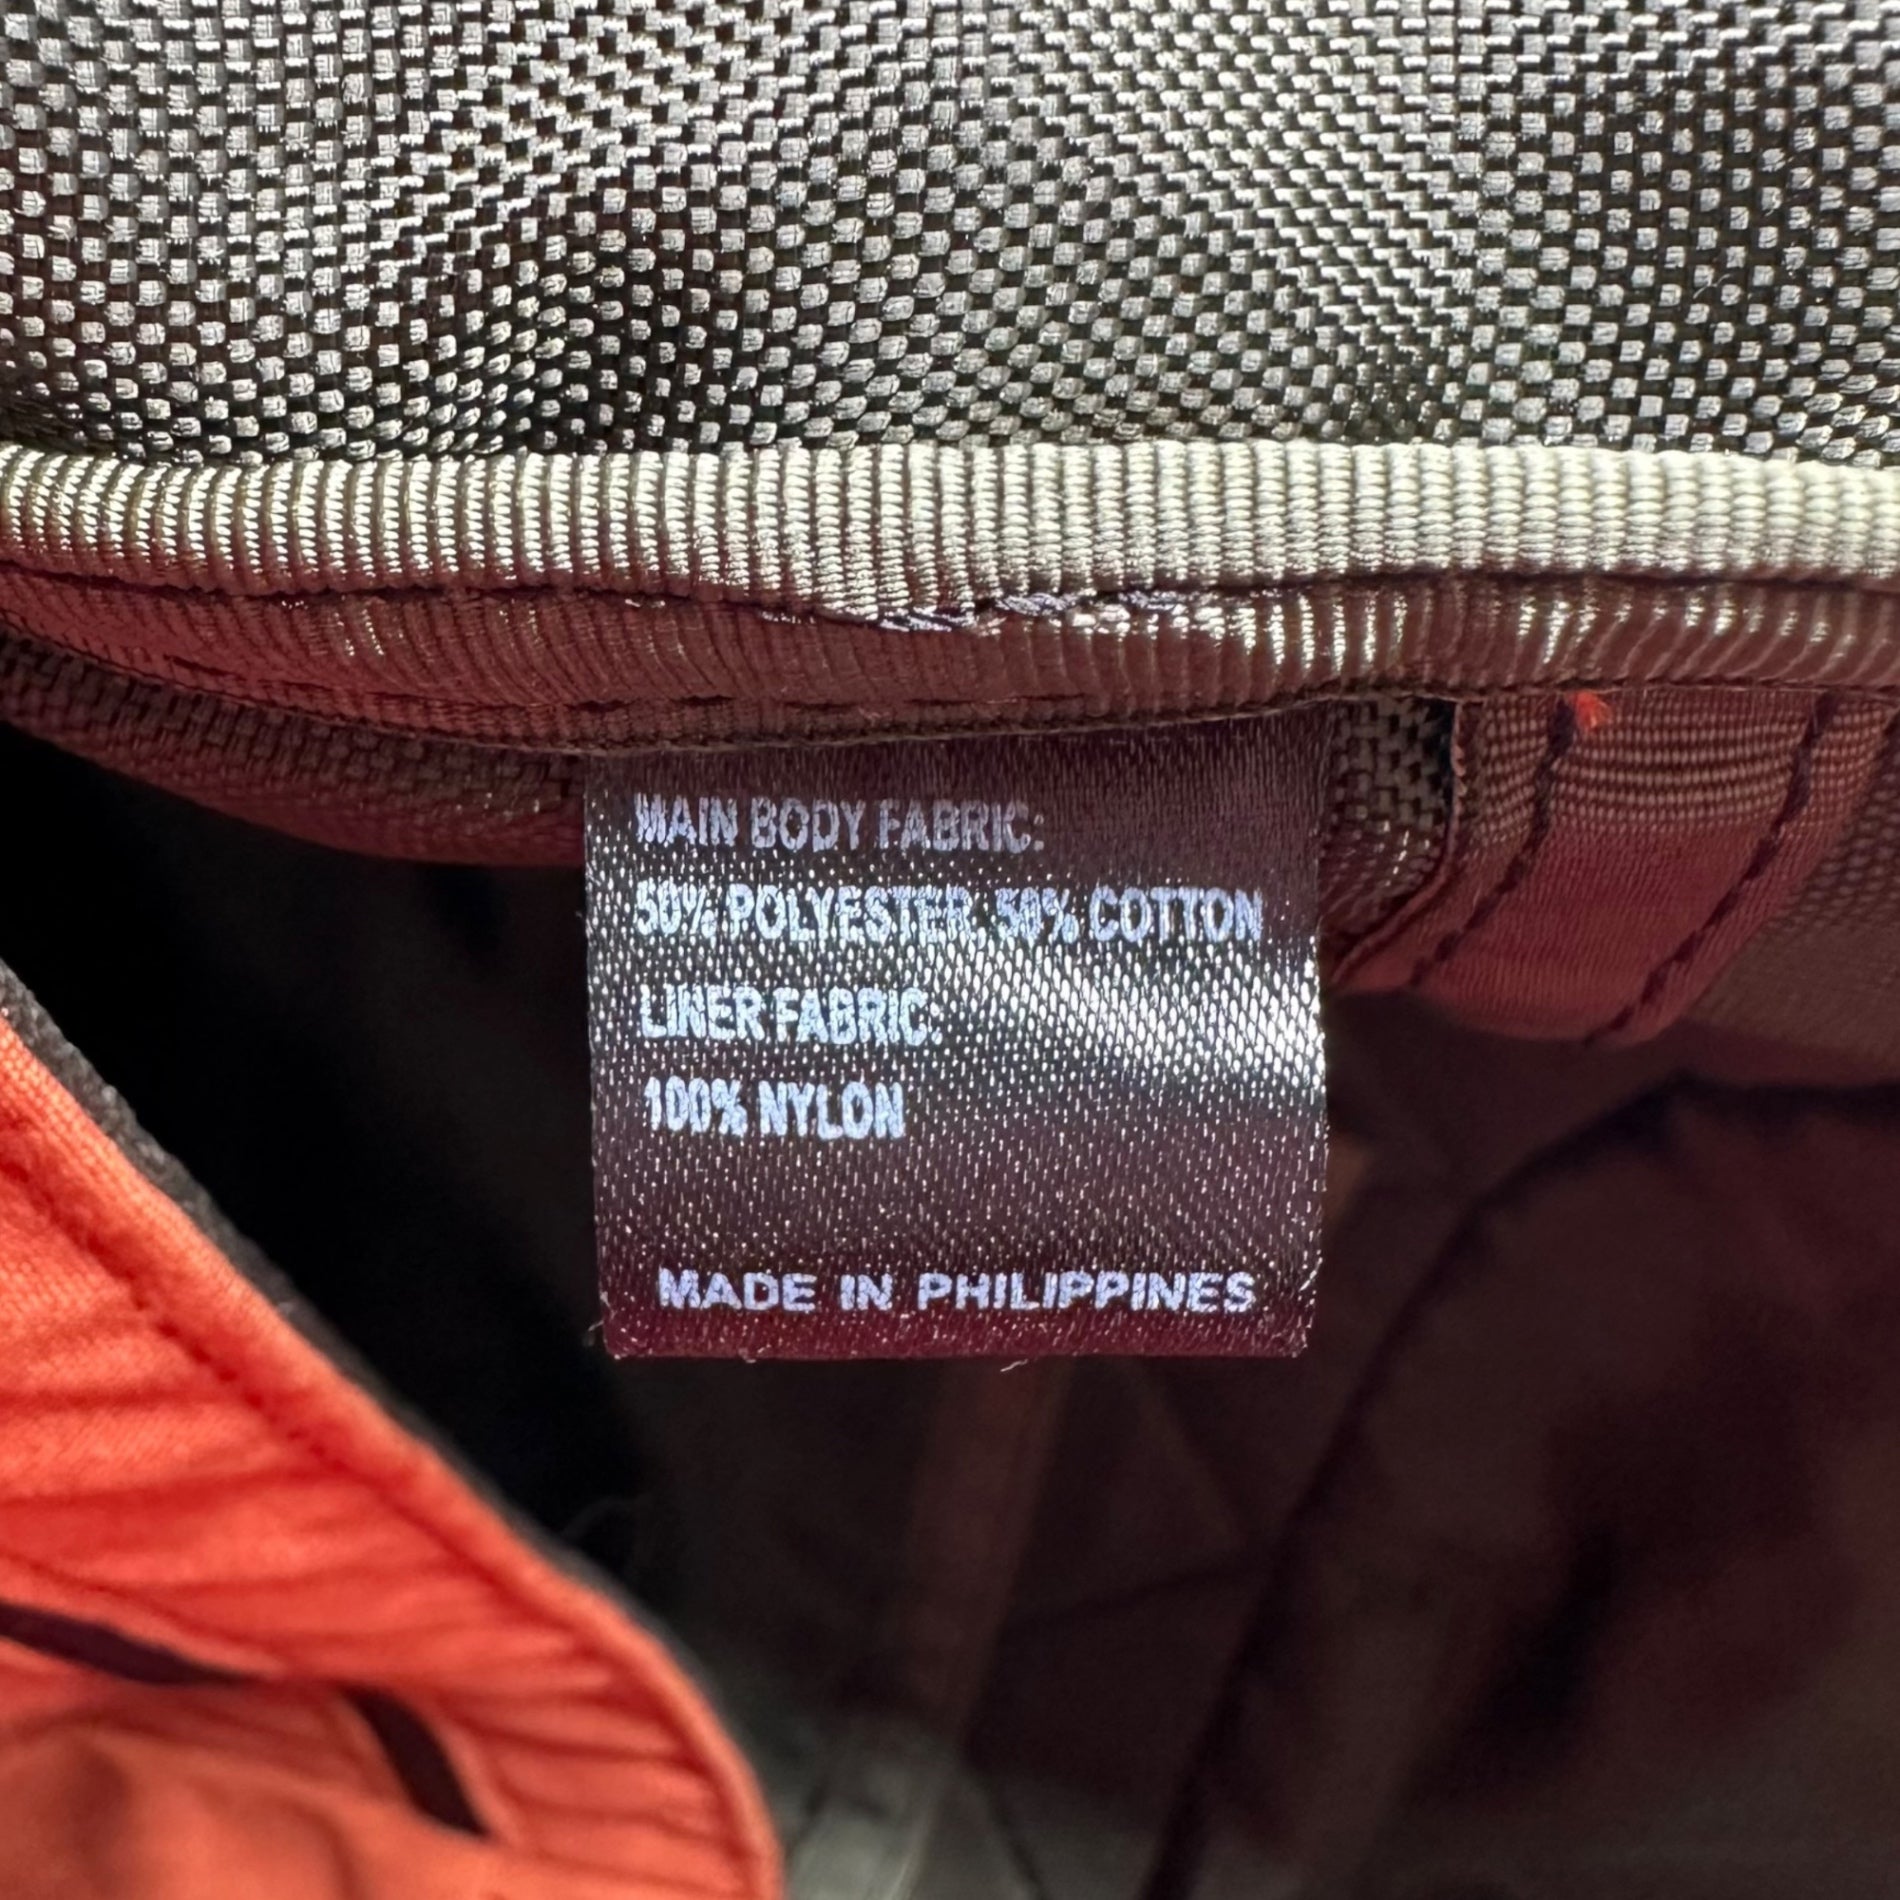 MAIN BODY FABRIC:
50% POLYESTER, 50% COTTON
LINER FABRIC:
100% NYLON
MADE IN PHILIPPINES